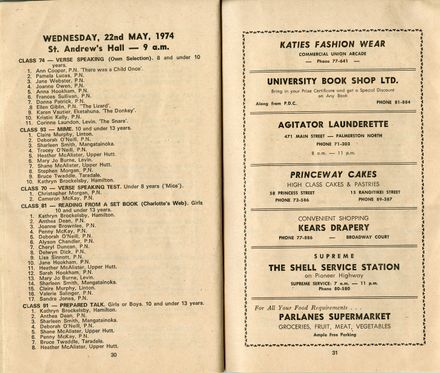 WEDNESDAY, 22nd MAY, 1974
St. Andrew's Hall — 9 a.m.
CLASS 74 — VERSE SPEAKING (Own Selection). 8 and under 10
years.
1. Ann Cooper, P.N. 'There was a Child Once'.
2. Pamela Lucas, P.N.
3. Jane Webster, P.N.
4. Joanne Owen, P.N.
5. Anna Hookham, P.N.
6. Frances Sullivan, P.N.
7. Donna Patrick, P.N.
8. Ellen Gibbs, P.N. 'The Lizard'.
9. Karen Vaurier, Eketahuna. 'The Donkey'.
10. Kristin Kelly, P.N.
11. Corinne Laundon, Levin. 'The Snare'.
CLASS 93 — MIME. 10 and under 13 years.
1. Claire Murphy, Linton.
2. Deborah O'Neill, P.N.
3. Sharleen Smith, Mangatainoka.
4. Tracey O'Neill, P.N.
5. Heather McAlister, Upper Hutt.
6. Mary Jo Burne, Levin.
7. Shane McAlister, Upper Hutt.
8. Stephen Morgan, P.N.
9. Bruce Twaddle, Taradale.
10. Kathryn Brockelsby, Hamilton.
CLASS 70 — VERSE SPEAKING TEST. Under 8 years ('Mice').
1. Christopher Morgan, P.N.
2. Cameron McKay, P.N.
CLASS 81 — READING FROM A SET BOOK (Charlotte's Web). Girls
10 and under 13 years.
1. Kathryn Brockelsby, Hamilton.
2. Anthea Dean, P.N.
3. Joanne Brownlee, P.N.
4. Penny McKay, P.N.
5. Deborah O'Neill, P.N.
6. Alyson Chandler, P.N.
7. Cheryl Duncan, P.N.
8. Delwyn Dick, P.N.
9. Lisa Sinnott, P.N.
10. Jane Hookham, P.N.
11. Heather McAlister, Upper Hutt.
12. Sarah Hookham, P.N.
13. Mary Jo Burne, Levin.
14. Sharleen Smith, Mangatainoka.
15. Claire Murphy, Linton.
16. Valerie Salinger, P.N.
17. Sandra Jones, P.N.
CLASS 91 — PREPARED TALK. Girls or Boys. 10 and under 13 years.
1. Kathryn Brockelsby, Hamilton.
2. Anthea Dean, P.N.
3. Sharleen Smith, Mangatainoka.
4. Deborah O'Neill, P.N.
5. Shane McAlister, Upper Hutt.
6. Penny McKay, P.N.
7. Bruce Twaddle, Taradale.
8. Heather McAlister, Upper Hutt.
30
KATIES FASHION WEAR
COMMERCIAL UNION ARCADE
— Phone 77-641 —
UNIVERSITY BOOK SHOP LTD.
Bring in your Prize Certificate and get a Special Discount
on Any Book
Along from P.D.C. PHONE 81-884
AGITATOR LAUNDERETTE
471 MAIN STREET — PALMERSTON NORTH
PHONE 71-303
8 a.m. — 11 p.m.
PRINCEWAY CAKES
HIGH CLASS CAKES & PASTRIES
58 PRINCESS STREET 11 RANGITIKEI STREET
PHONE 73-586 PHONE 89-387
CONVENIENT SHOPPING
KEARS DRAPERY
PHONE 77-886 - BROADWAY COURT
SUPREME
THE SHELL SERVICE STATION
on Pioneer Highway
SUPREME SERVICE: 7 a.m. — 11 p.m.
Phone 80-580
For All Your Food Requirements . . .
PARLANES SUPERMARKET
GROCERIES, FRUIT, MEAT, VEGETABLES
Ample Free Parking
31